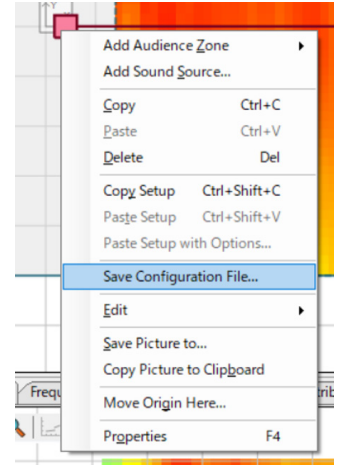 Y
Add Audience Zone
Add Sound Source...
Copy Ctrl+C
Paste Ctrl+V
Delete Del
Copy Setup Ctrl+Shift+C
Paste Setup Ctrl+Shift+V
Paste Setup with Options...
Save Configuration File...
Edit
Save Picture to...
Copy Picture to Clipboard
Frequ
trib
Move Origin Here...
Properties F4